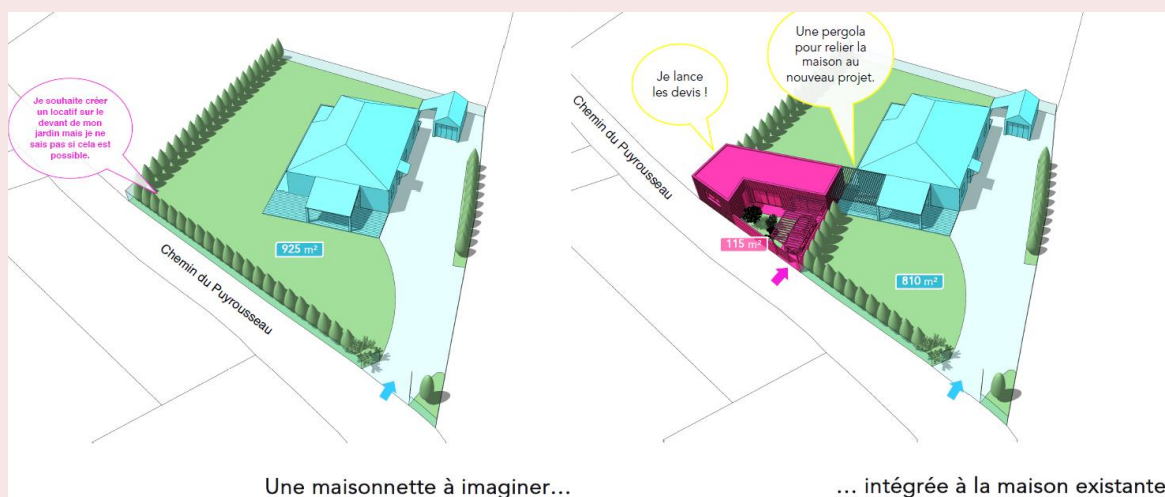 Je souhaite créer
un locatif sur le
devant de mon
jardin mais je ne
sais pas si cela est
possible.
925 m²
Chemin du Puyrousseau
Une maisonnette à imaginer...
Chemin du Puyrousseau
Je lance
les devis !
Une pergola
pour relier la
maison au
nouveau projet.
115 m²
810 m²
... intégrée à la maison existante